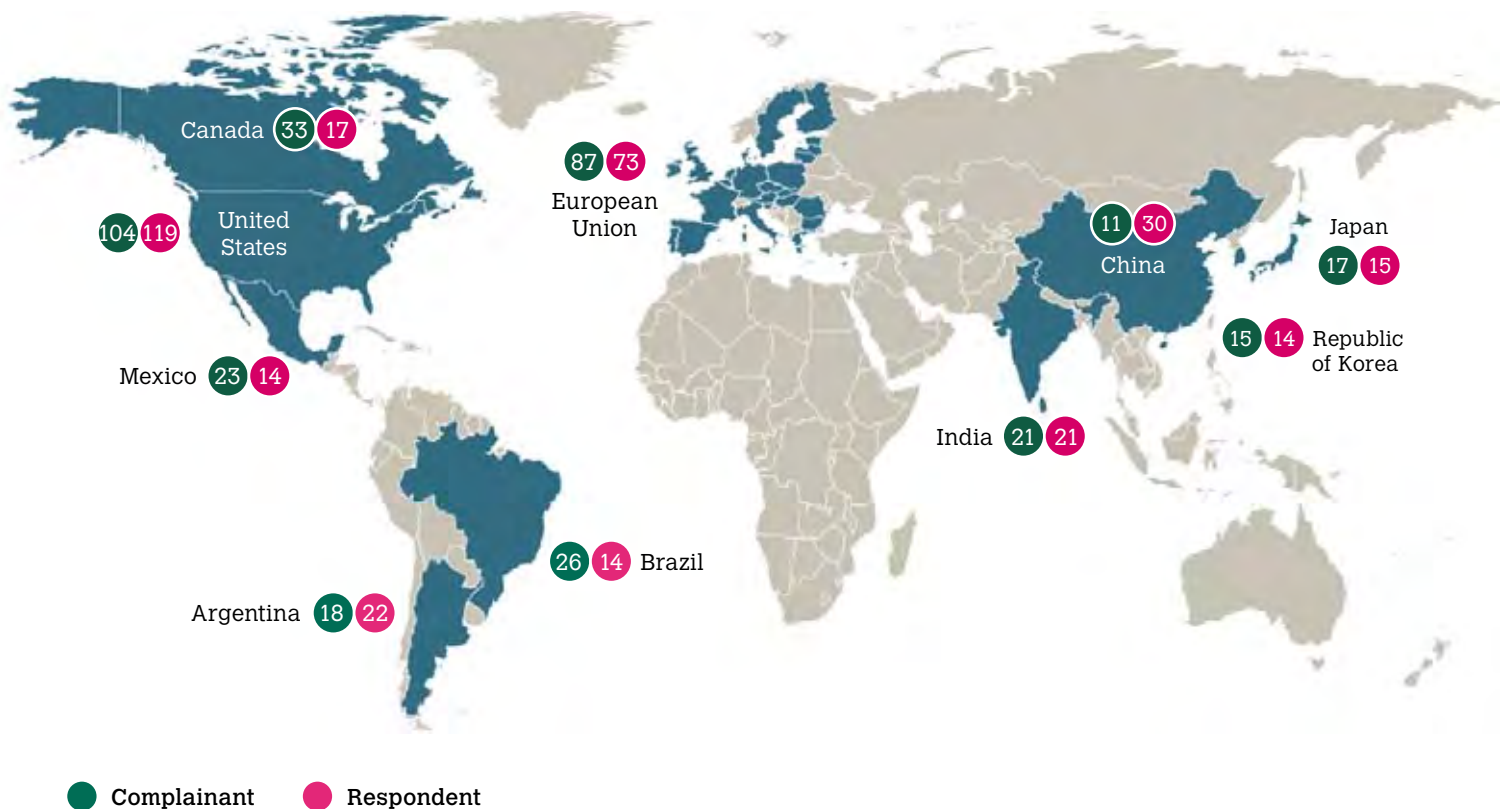 Canada 33 17
87 73
European
Union
104 119
United
States
11 30
China
Japan
17 15
15 14 Republic
of Korea
Mexico 23 14
India 21 21
26 14 Brazil
Argentina 18 22
Complainant Respondent